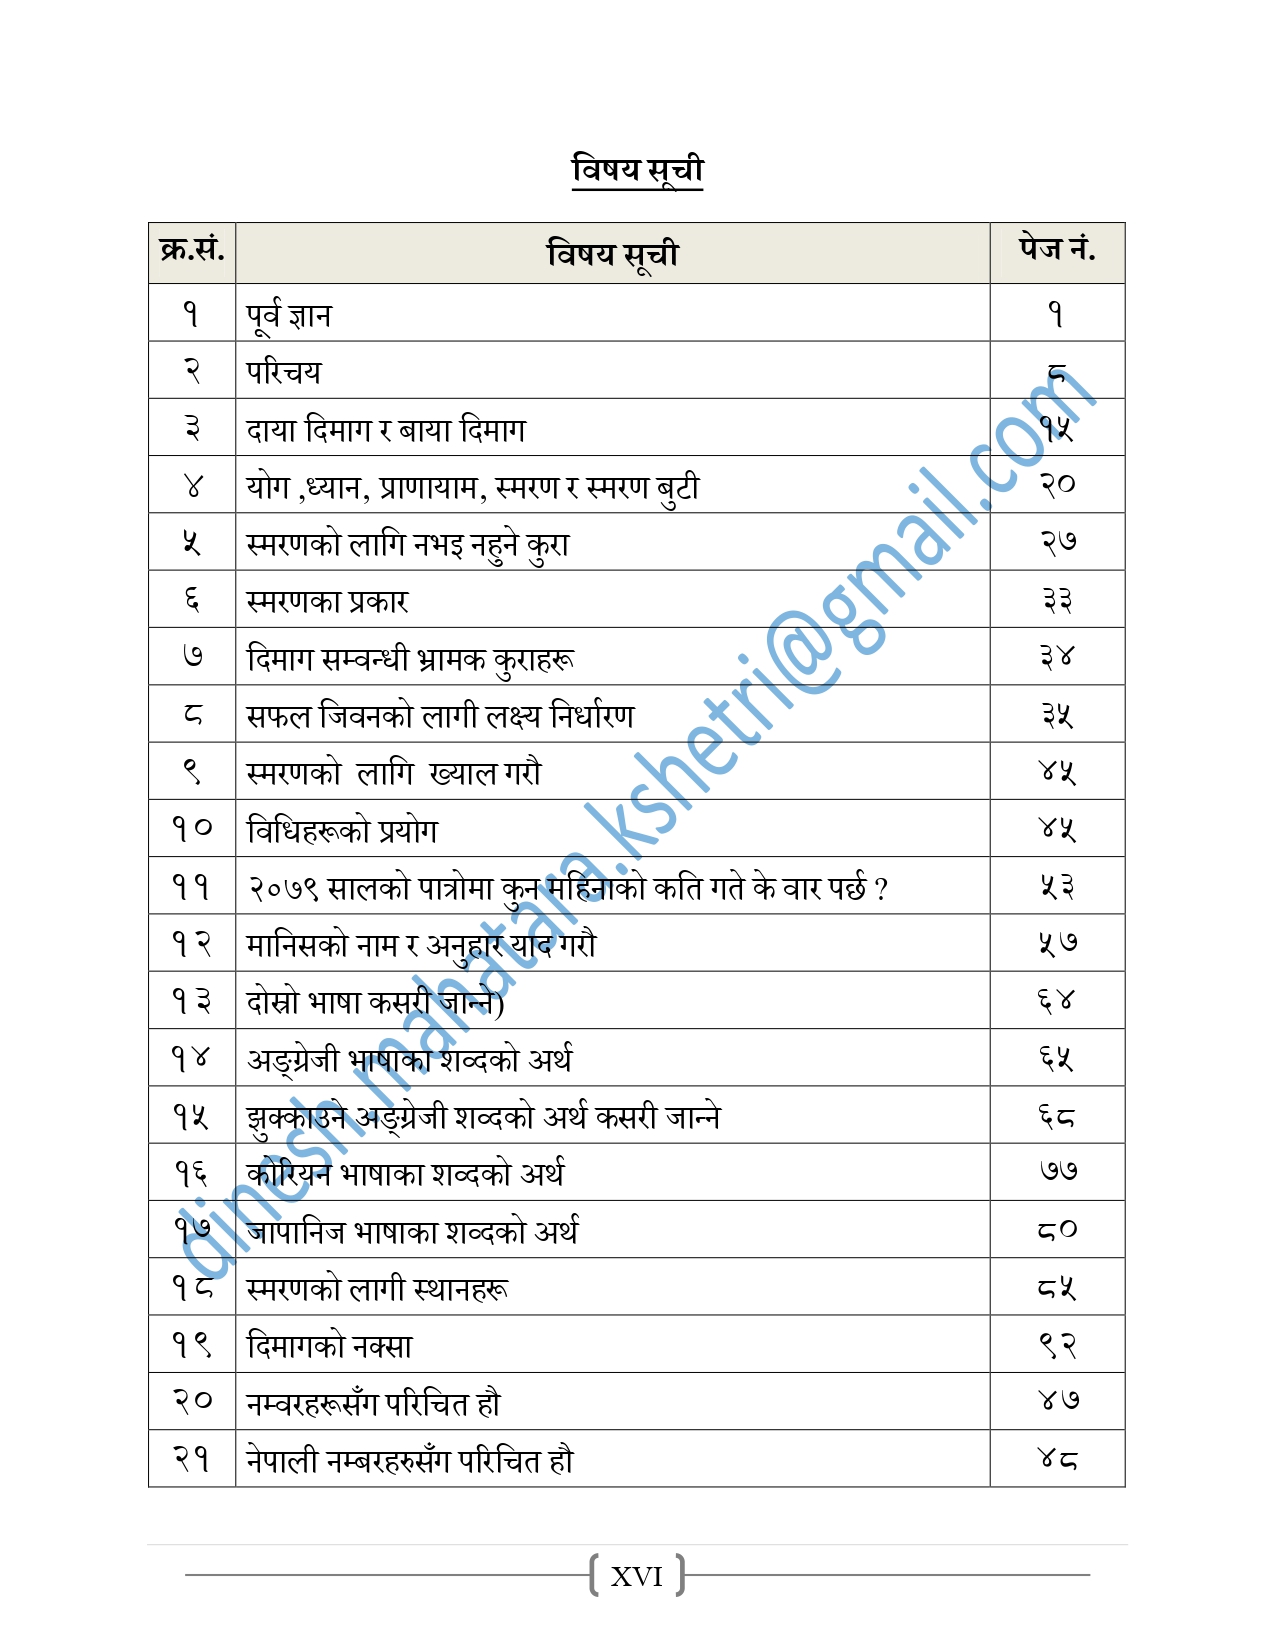 विषय सूची
क्र.सं. विषय सूची पेज नं.
१ पूर्व ज्ञान १
२ परिचय ८
३ दाया दिमाग र बाया दिमाग १५
४ योग ,ध्यान, प्राणायाम, स्मरण र स्मरण बुटी २०
५ स्मरणको लागि नभइ नहुने कुरा २७
६ स्मरणका प्रकार ३३
७ दिमाग सम्वन्धी भ्रामक कुराहरू ३४
८ सफल जिवनको लागी लक्ष्य निर्धारण ३५
९ स्मरणको लागि ख्याल गरौ ४५
१० विधिहरूको प्रयोग ४५
११ २०७९ सालको पात्रोमा कुन महिनाको कति गते के वार पर्छ ? ५३
१२ मानिसको नाम र अनुहार याद गरौ ५७
१३ दोस्रो भाषा कसरी जान्ने) ६४
१४ अङ्ग्रेजी भाषाका शव्दको अर्थ ६५
१५ झुक्काउने अङ्ग्रेजी शव्दको अर्थ कसरी जान्ने ६८
१६ कोरियन भाषाका शव्दको अर्थ ७७
१७ जापानिज भाषाका शव्दको अर्थ ८०
१८ स्मरणको लागी स्थानहरू ८५
१९ दिमागको नक्सा ९२
२० नम्वरहरूसँग परिचित हौ ४७
२१ नेपाली नम्बरहरुसँग परिचित हौ ४८
dinesh.mahatara.kshetri@gmail.com
XVI